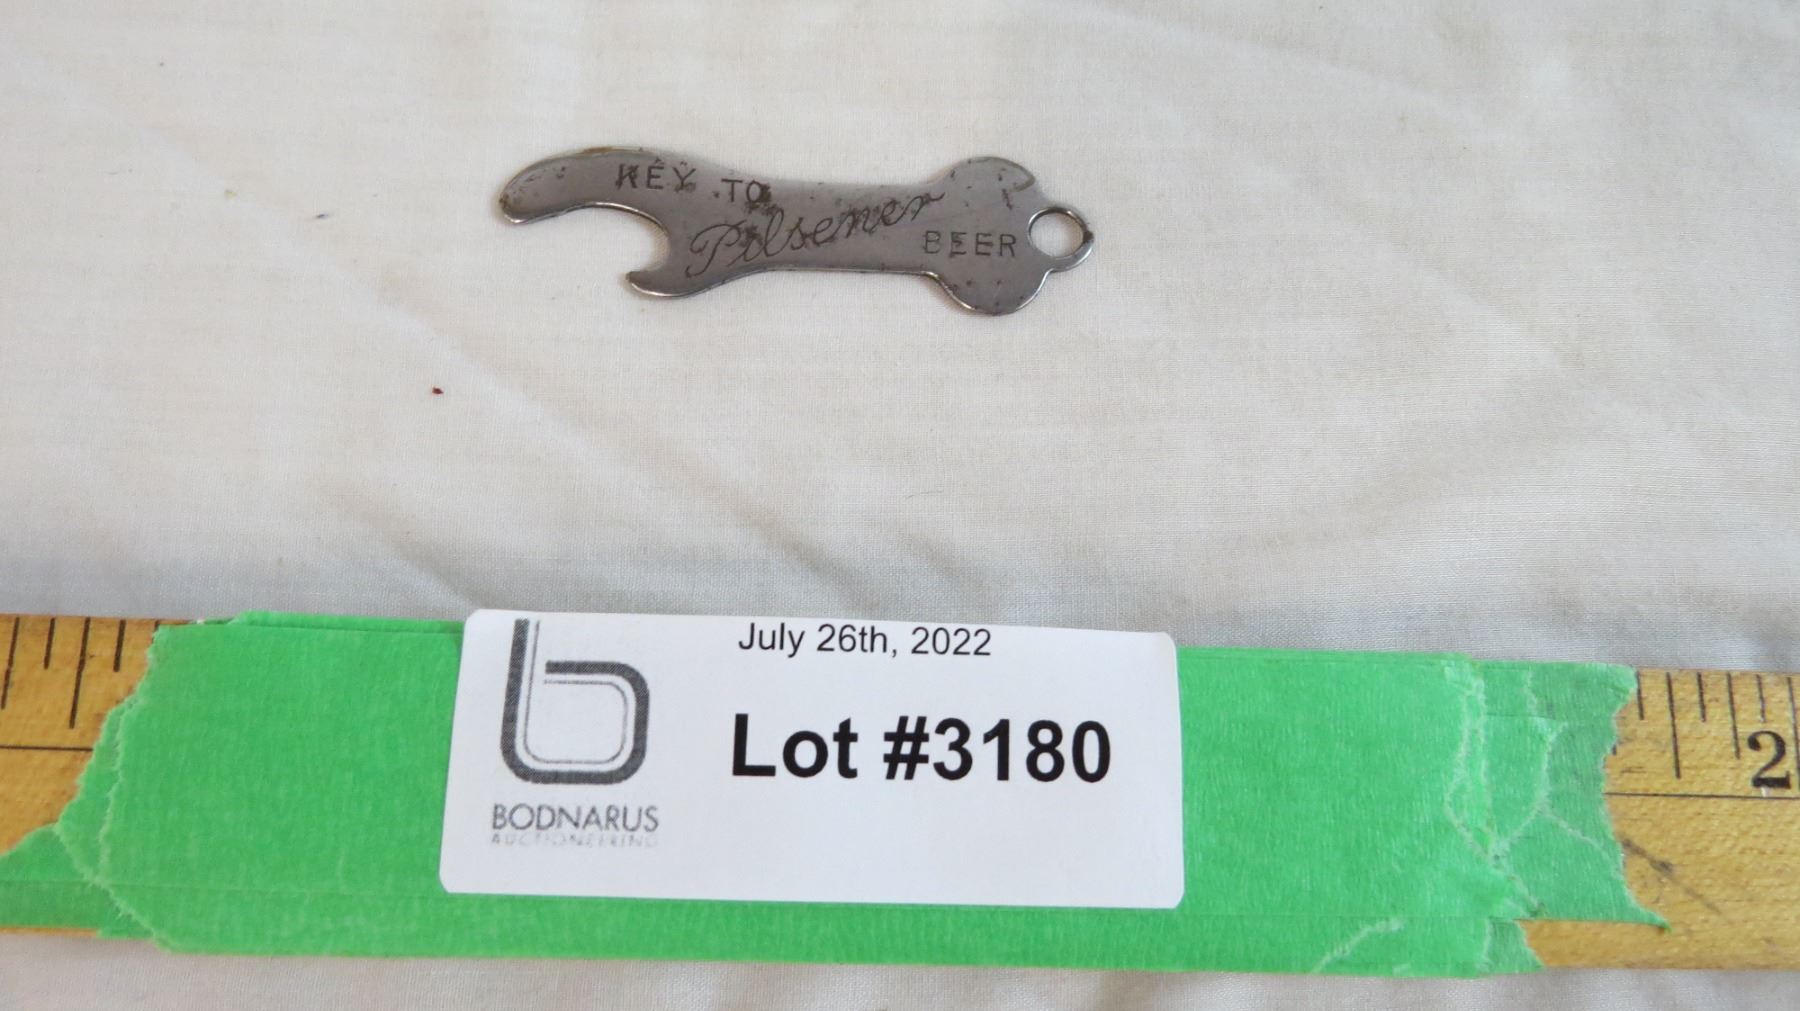 KEY TO
Pilsener
BEER
July 26th, 2022
Lot #3180
BODNARUS
AUCTIONEERING
2